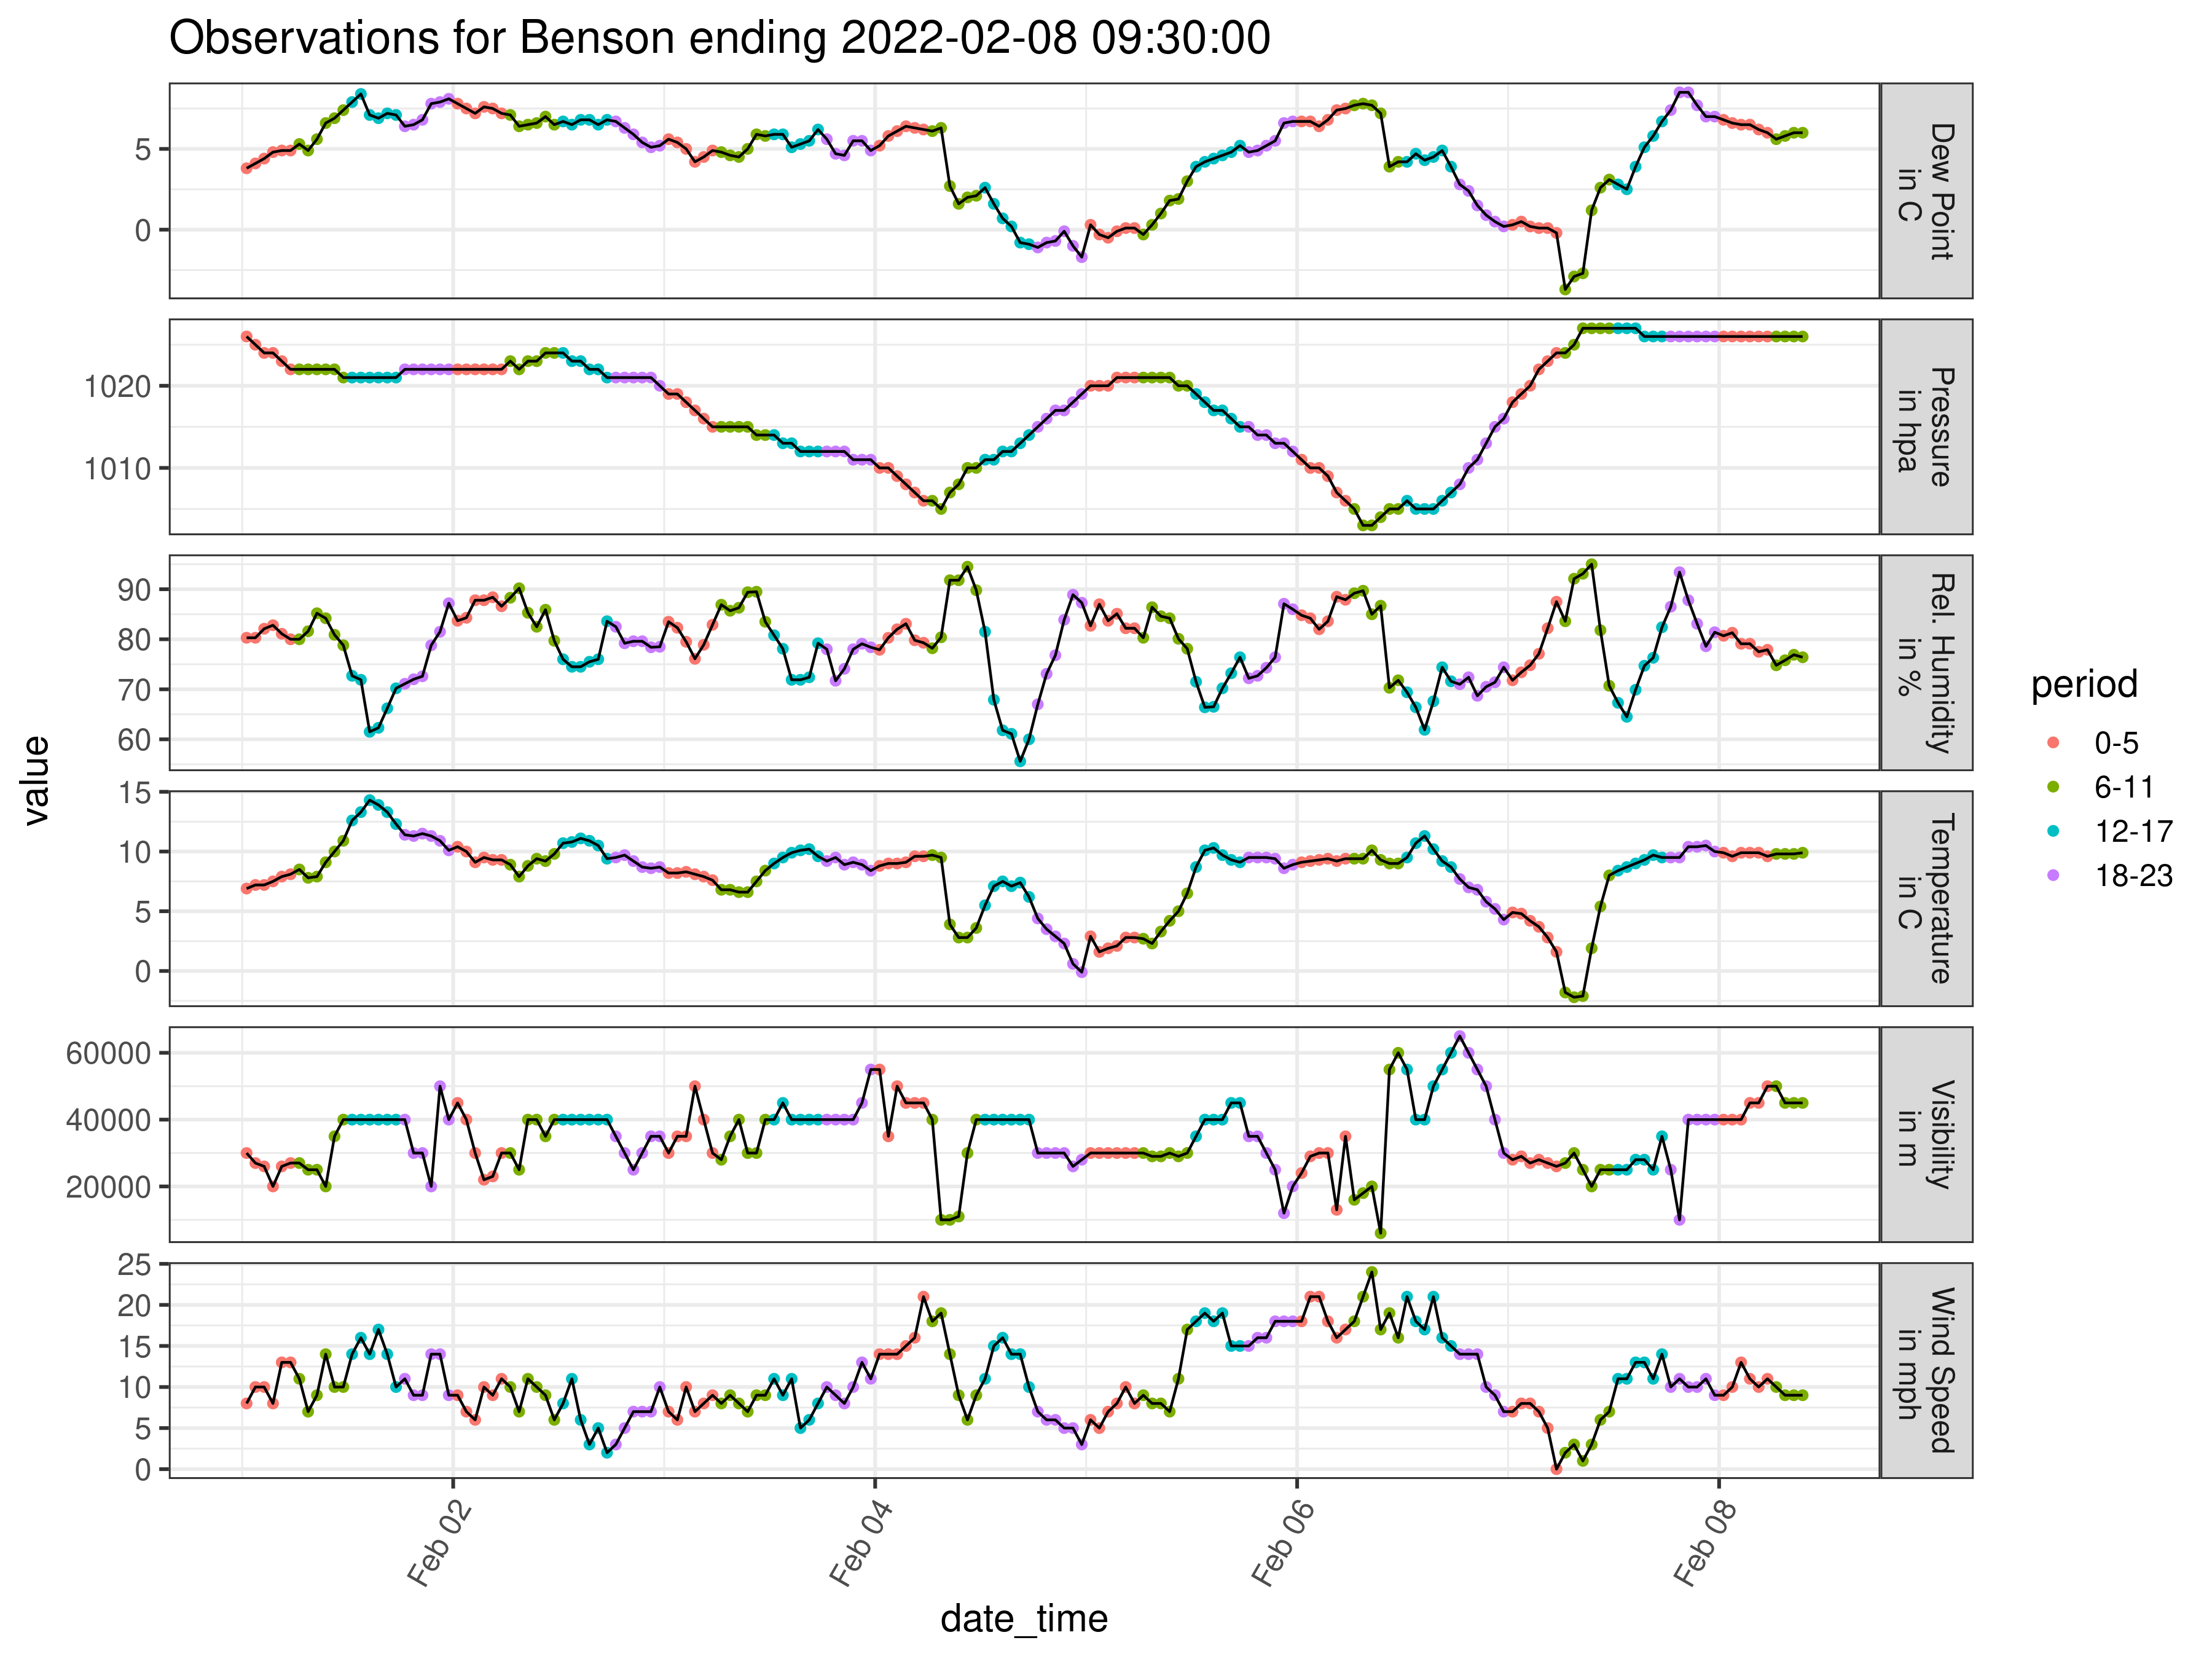 Observations for Benson ending 2022-02-08 09:30:00
value
5
0
Dew Point
in C
1020
1010
Pressure
in hpa
90
80
70
60
Rel. Humidity
in %
15
10
5
0
Temperature
in C
60000
40000
20000
Visibility
in m
25
20
15
10
5
0
Wind Speed
in mph
Feb 02
Feb 04
Feb 06
Feb 08
date_time
period
0-5
6-11
12-17
18-23